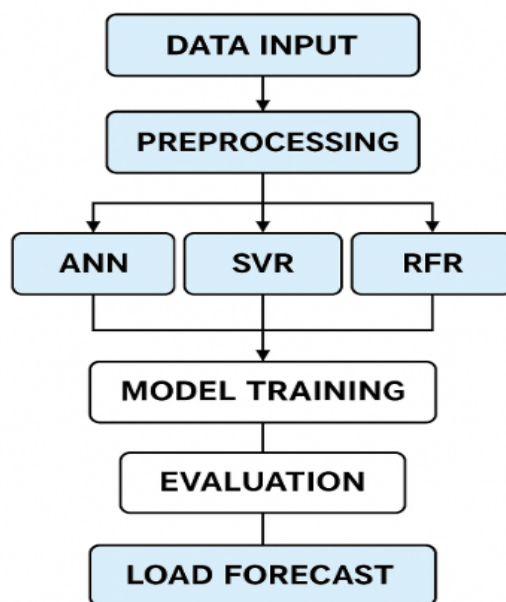 DATA INPUT
PREPROCESSING
ANN
SVR
RFR
MODEL TRAINING
EVALUATION
LOAD FORECAST